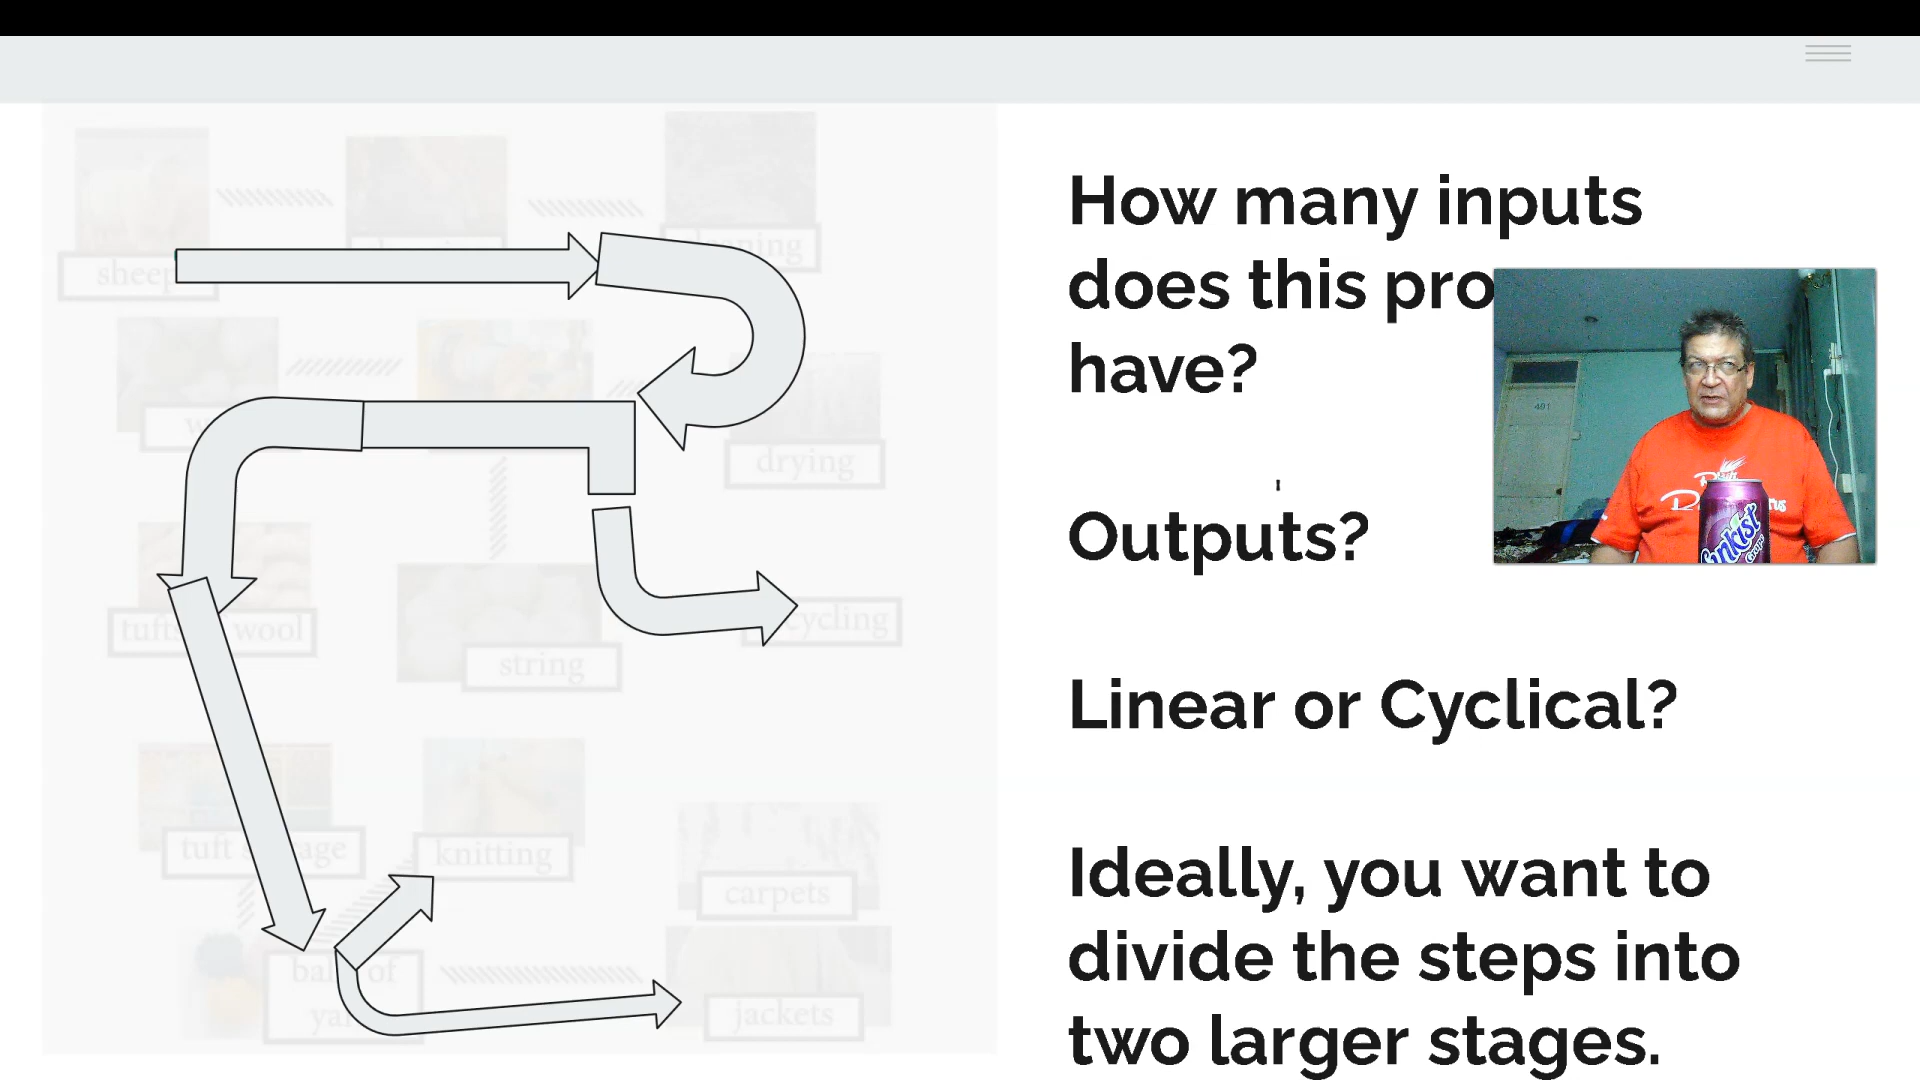 sheep
drying
wool
string
knitting
carpets
jackets
How many inputs
does this pro
have?
Outputs?
Linear or Cyclical?
Ideally, you want to
divide the steps into
two larger stages.
401